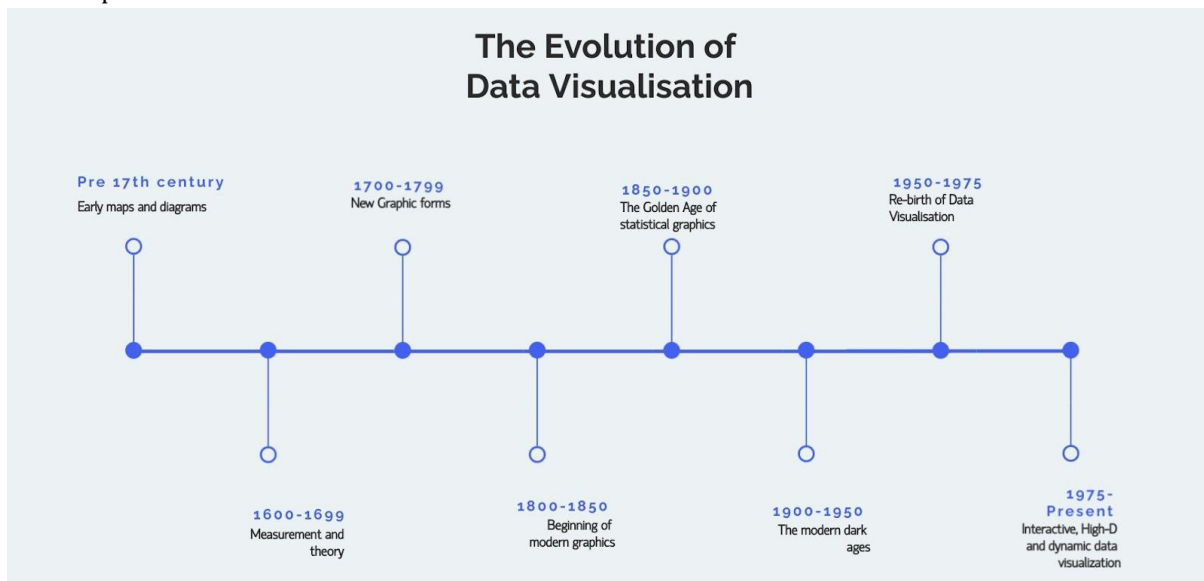 The Evolution of
Data Visualisation
Pre 17th century
Early maps and diagrams
1600-1699
Measurement and
theory
1700-1799
New Graphic forms
1800-1850
Beginning of
modern graphics
1850-1900
The Golden Age of
statistical graphics
1900-1950
The modern dark
ages
1950-1975
Re-birth of Data
Visualisation
1975-
Present
Interactive, High-D
and dynamic data
visualization